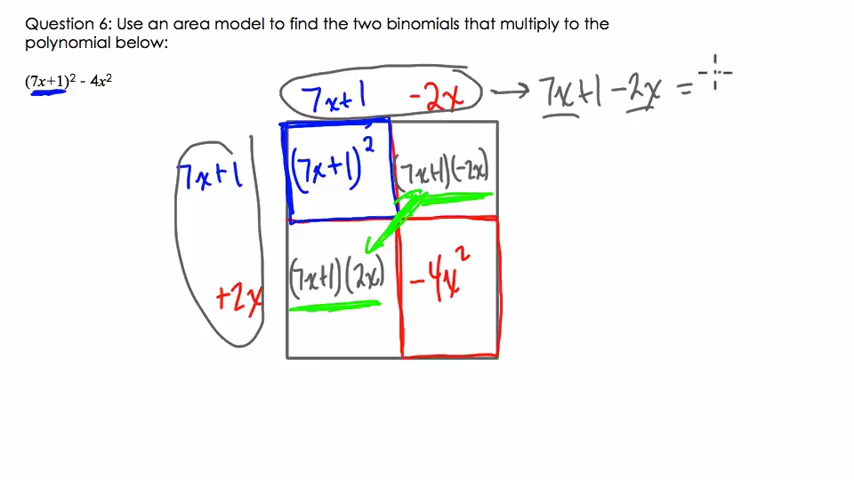 Question 6: Use an area model to find the two binomials that multiply to the
polynomial below:
(7x+1)² - 4x²
7x+1 -2x → 7x+1 -2x =
7x+1 (7x+1)² (7x+1)(-2x)
+2x (7x+1)(2x) -4x²